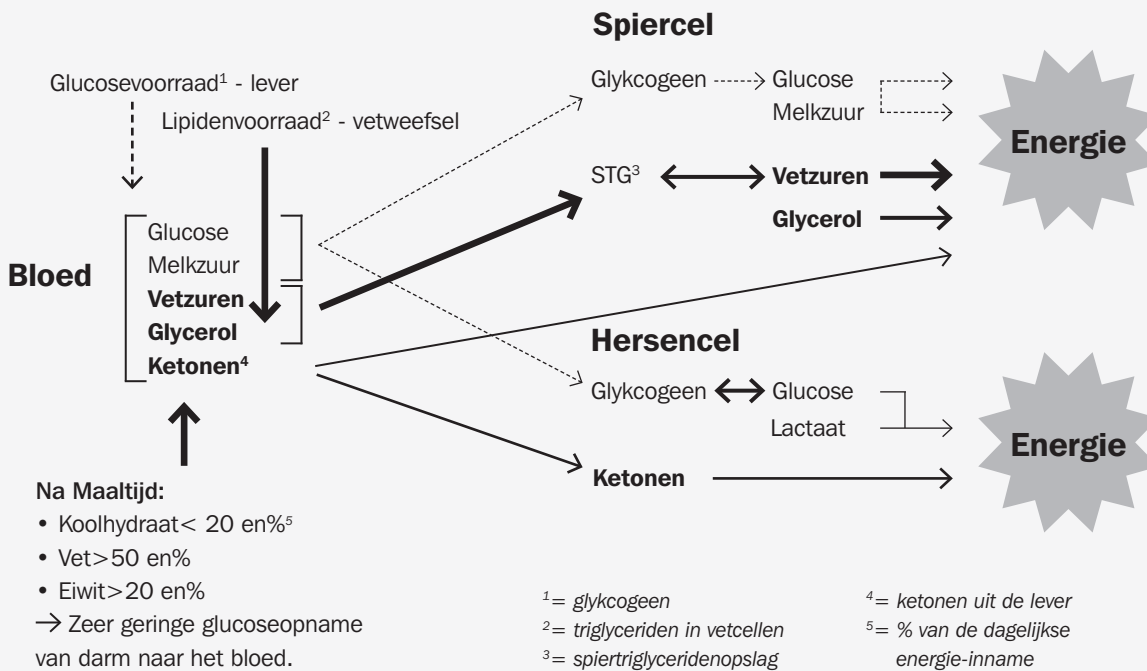 Spiercel
Glucosevoorraad¹ - lever
Lipidenvoorraad² - vetweefsel
Glykcogeen
Glucose
Melkzuur
Energie
STG³
Vetzuren
Glycerol
Bloed
Glucose
Melkzuur
Vetzuren
Glycerol
Ketonen⁴
Hersencel
Glykcogeen
Glucose
Lactaat
Energie
Ketonen
Na Maaltijd:
• Koolhydraat< 20 en%⁵
• Vet>50 en%
• Eiwit>20 en%
→ Zeer geringe glucoseopname
van darm naar het bloed.
¹= glykcogeen
²= triglyceriden in vetcellen
³= spiertriglyceridenopslag
⁴= ketonen uit de lever
⁵= % van de dagelijkse
energie-inname